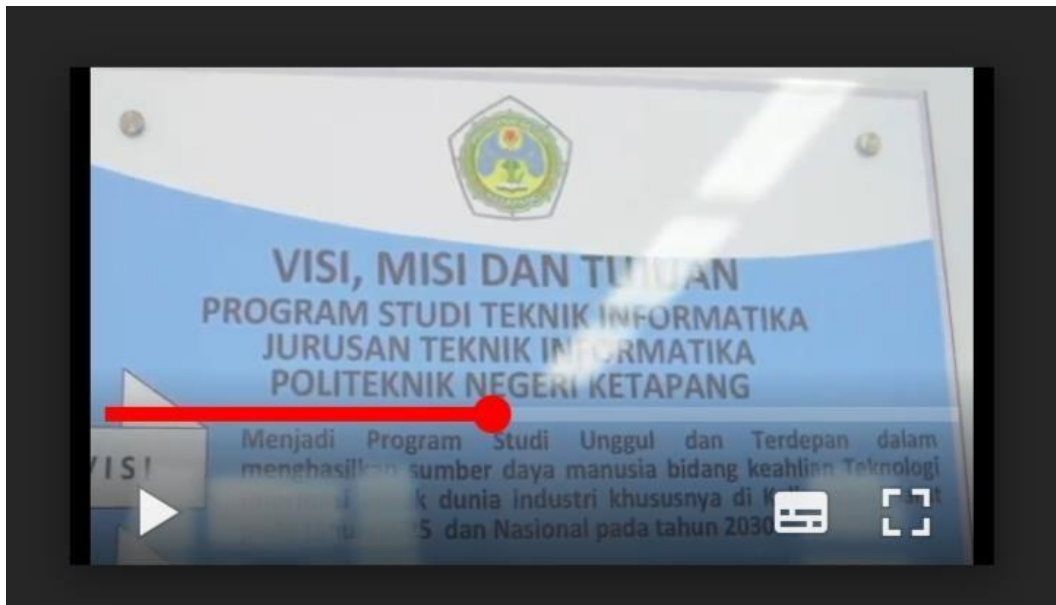 VISI, MISI DAN TUJUAN
PROGRAM STUDI TEKNIK INFORMATIKA
JURUSAN TEKNIK INFORMATIKA
POLITEKNIK NEGERI KETAPANG
VISI
Menjadi Program Studi Unggul dan Terdepan dalam
menghasilkan sumber daya manusia bidang keahlian Teknologi
dunia industri khususnya di
dan Nasional pada tahun 2030